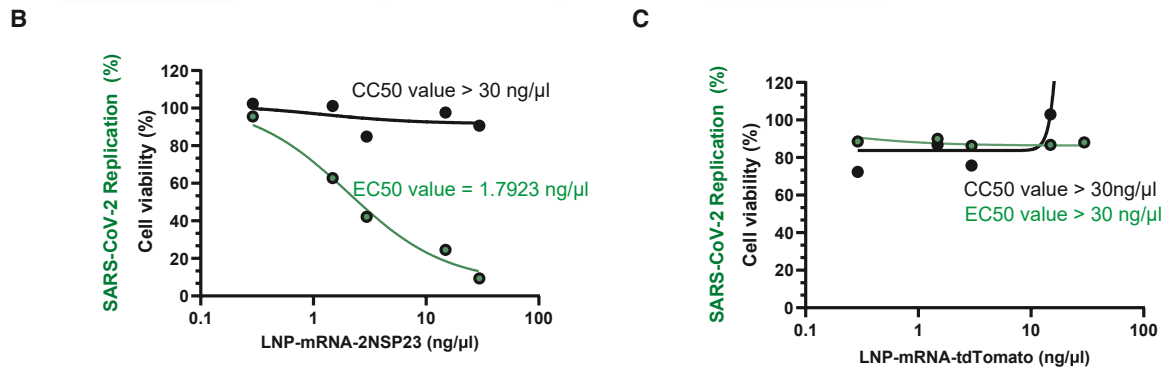 B
SARS-CoV-2 Replication (%)
Cell viability (%)
120
100
80
60
40
20
0
0.1
1
10
100
CC50 value > 30 ng/µl
EC50 value = 1.7923 ng/µl
LNP-mRNA-2NSP23 (ng/µl)
C
SARS-CoV-2 Replication (%)
Cell viability (%)
120
100
80
60
40
20
0
0.1
1
10
100
CC50 value > 30ng/µl
EC50 value > 30 ng/µl
LNP-mRNA-tdTomato (ng/µl)